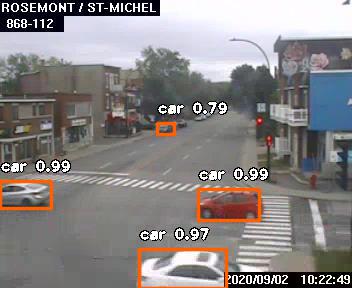 ROSEMONT / ST-MICHEL
868-112
car 0.79
car 0.99
car 0.99
car 0.97
2020/09/02 10:22:49